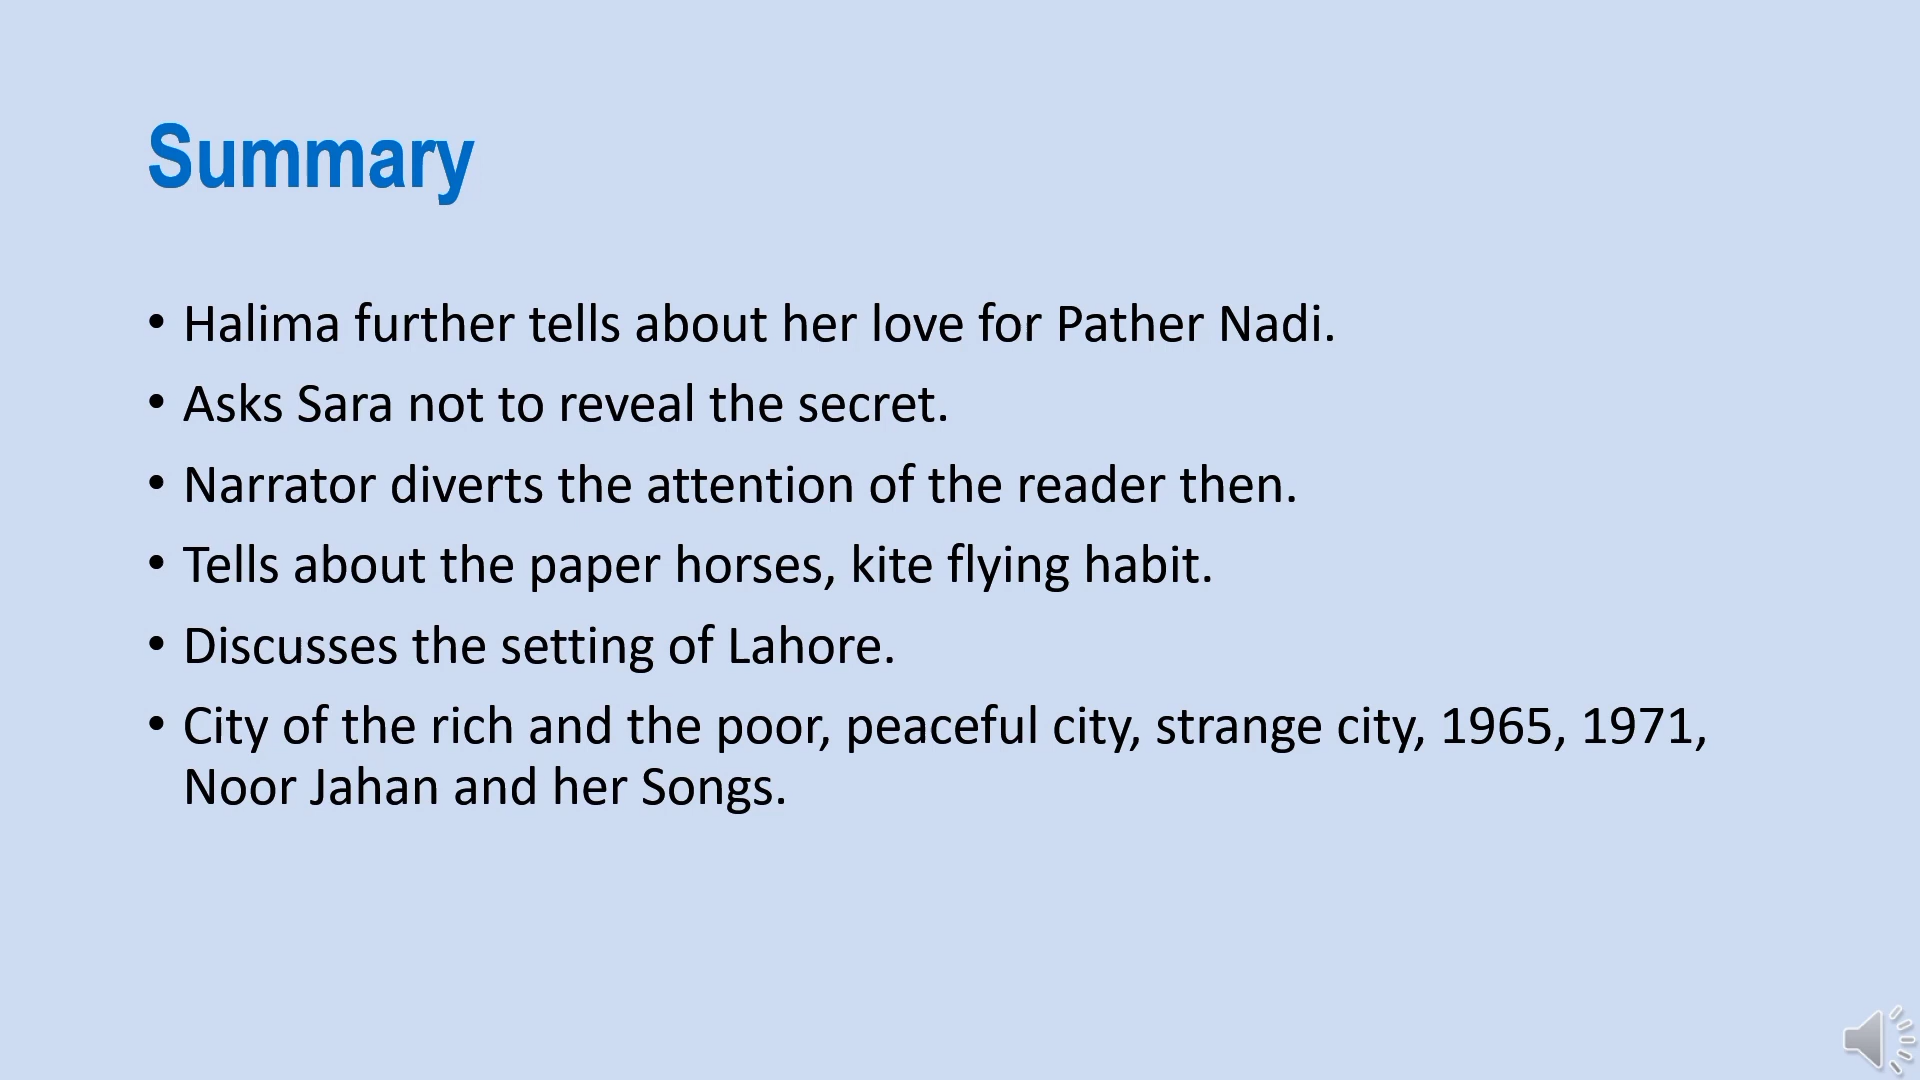 Summary
• Halima further tells about her love for Pather Nadi.
• Asks Sara not to reveal the secret.
• Narrator diverts the attention of the reader then.
• Tells about the paper horses, kite flying habit.
• Discusses the setting of Lahore.
• City of the rich and the poor, peaceful city, strange city, 1965, 1971,
Noor Jahan and her Songs.